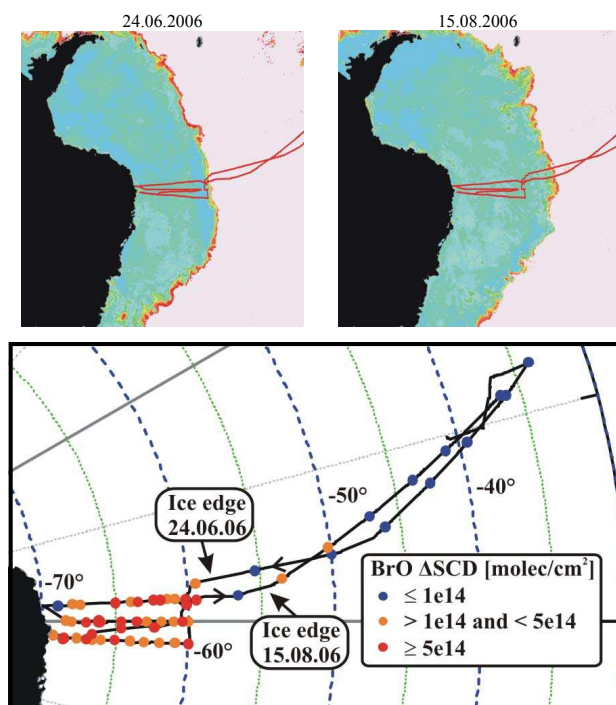 24.06.2006
15.08.2006
-50°
-40°
Ice edge
24.06.06
-70°
BrO ΔSCD [molec/cm²]
≤ 1e14
> 1e14 and < 5e14
≥ 5e14
Ice edge
15.08.06
-60°